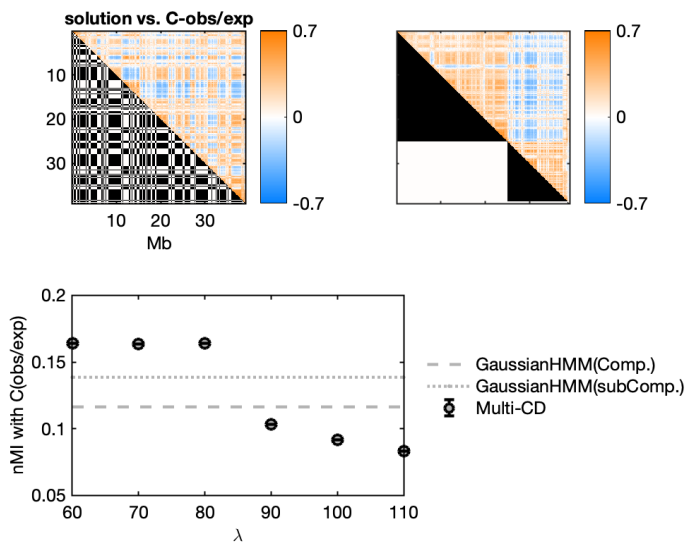 solution vs. C-obs/exp
0.7
0
-0.7
10
20
30
10 20 30
Mb
0.7
0
-0.7
0.2
0.15
0.1
0.05
nMI with C(obs/exp)
60 70 80 90 100 110
λ
GaussianHMM(Comp.)
GaussianHMM(subComp.)
Multi-CD